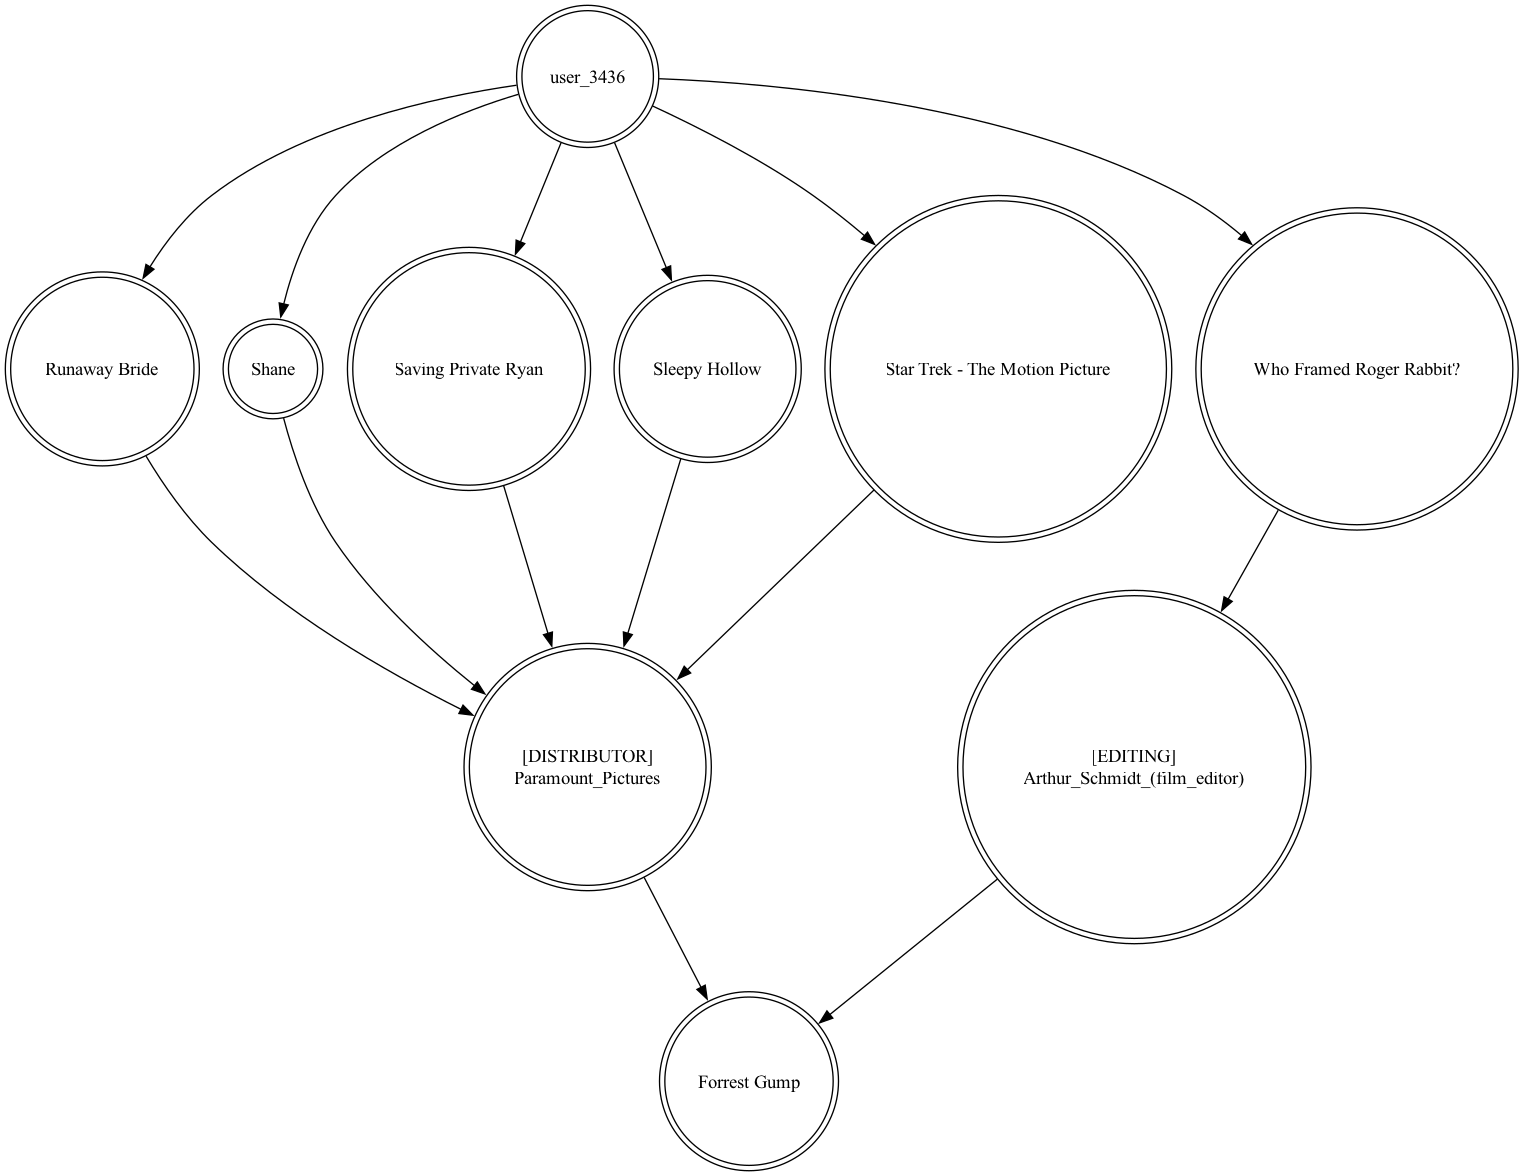 user_3436
Runaway Bride
Shane
Saving Private Ryan
Sleepy Hollow
Star Trek - The Motion Picture
Who Framed Roger Rabbit?
[DISTRIBUTOR]
Paramount_Pictures
[EDITING]
Arthur_Schmidt_(film_editor)
Forrest Gump